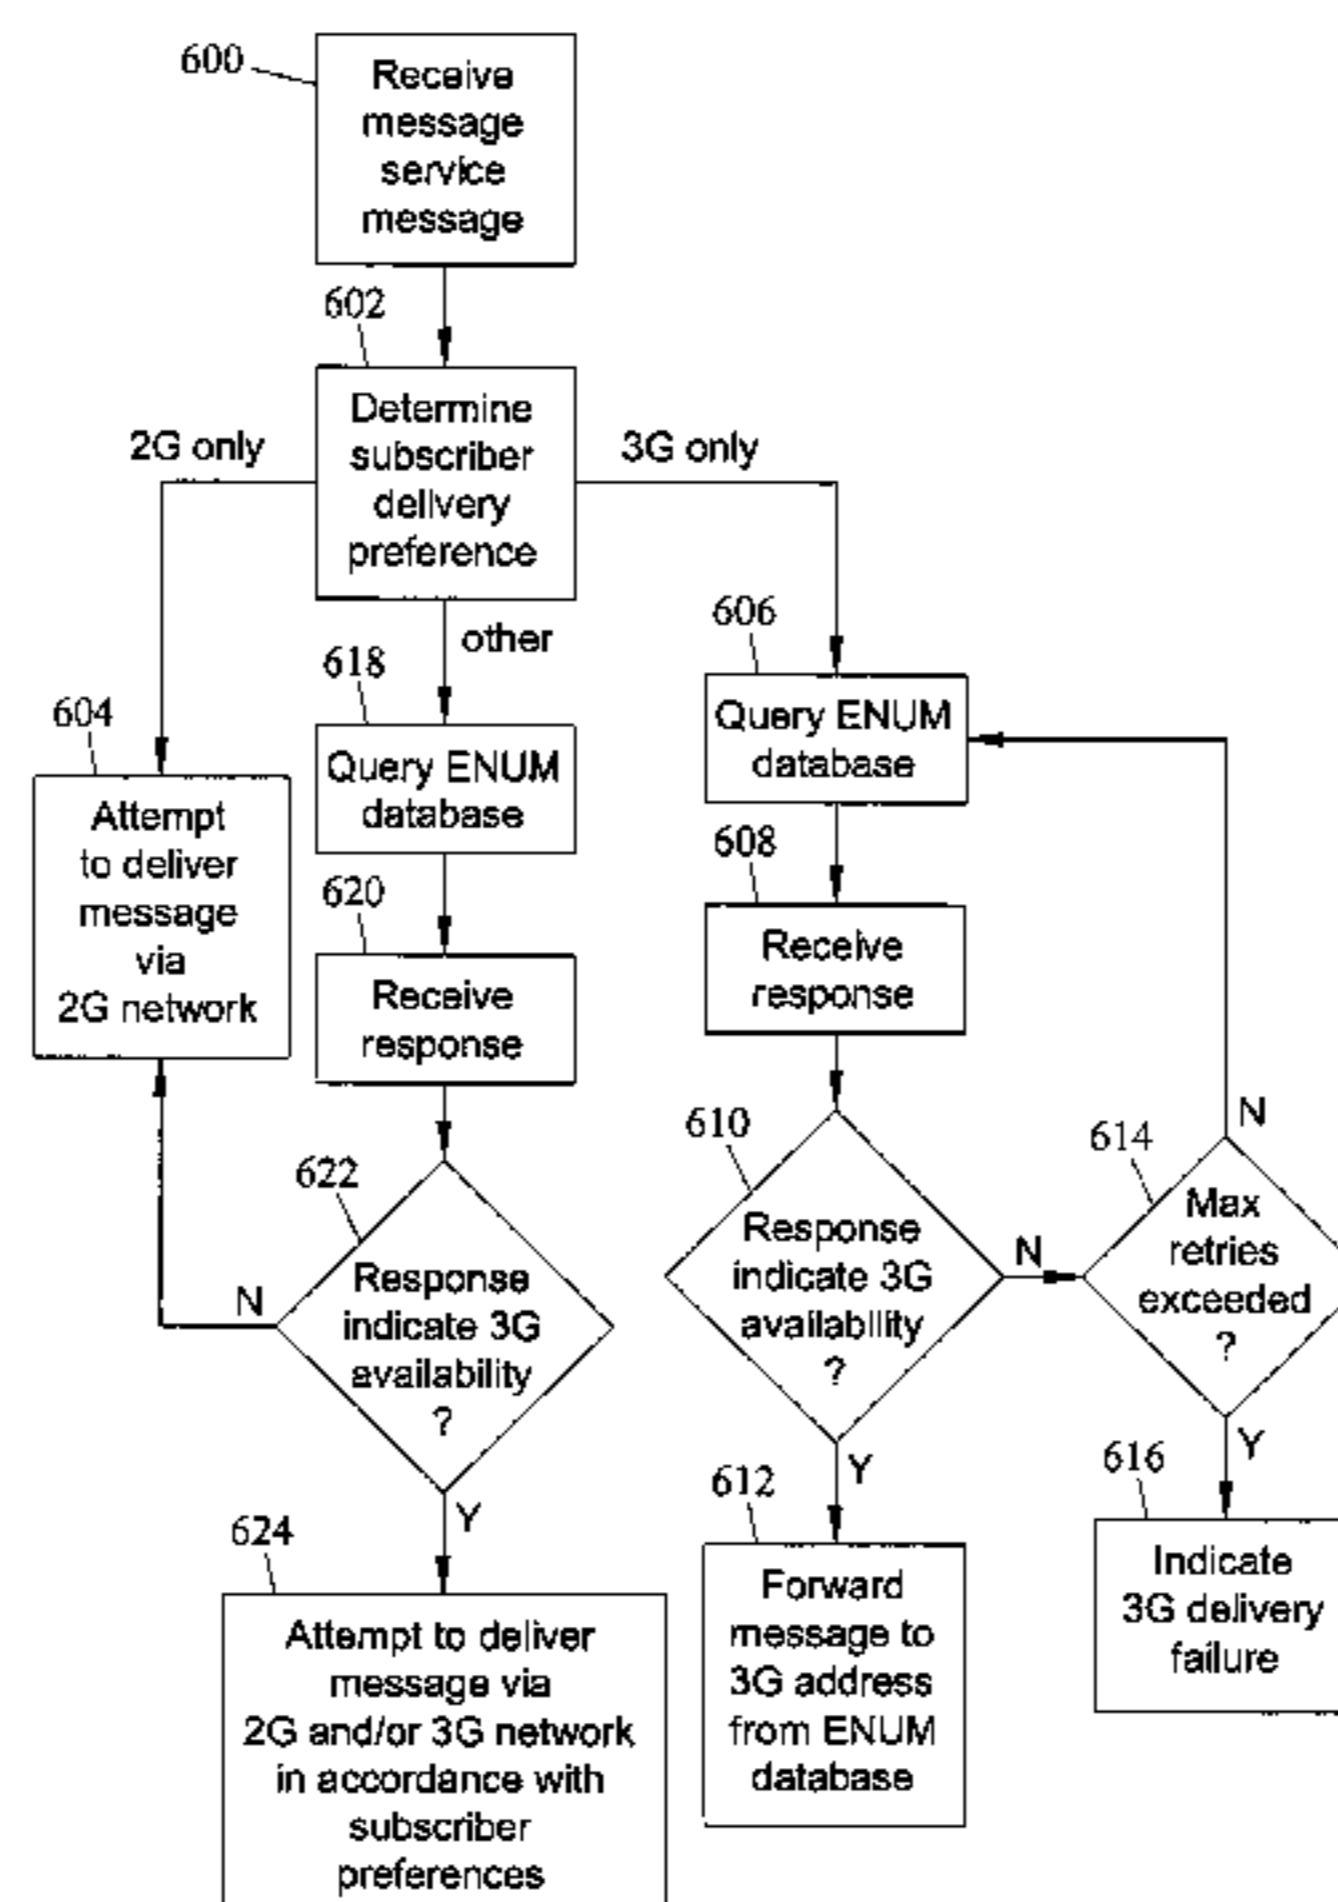 600
Receive
message
service
message
602
Determine
subscriber
delivery
preference
2G only
3G only
other
604
Attempt
to deliver
message
via
2G network
618
Query ENUM
database
620
Receive
response
622
Response
indicate 3G
availability
?
N
Y
624
Attempt to deliver
message via
2G and/or 3G network
in accordance with
subscriber
preferences
606
Query ENUM
database
608
Receive
response
610
Response
indicate 3G
availability
?
N
Y
612
Forward
message to
3G address
from ENUM
database
614
Max
retries
exceeded
?
N
Y
616
Indicate
3G delivery
failure